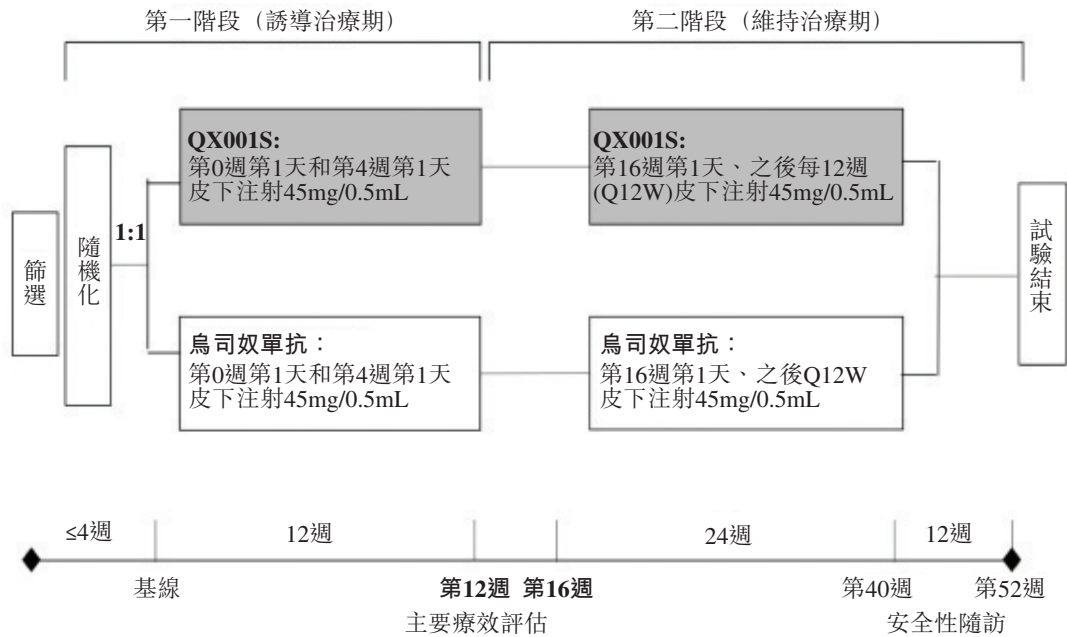 第一階段（誘導治療期）
第二階段（維持治療期）
QX001S:
第0週第1天和第4週第1天
皮下注射45mg/0.5mL
QX001S:
第16週第1天、之後每12週
(Q12W)皮下注射45mg/0.5mL
篩選
隨機化
1:1
試驗結束
烏司奴單抗：
第0週第1天和第4週第1天
皮下注射45mg/0.5mL
烏司奴單抗：
第16週第1天、之後Q12W
皮下注射45mg/0.5mL
≤4週
12週
24週
12週
基線
第12週
第16週
第40週
第52週
主要療效評估
安全性隨訪